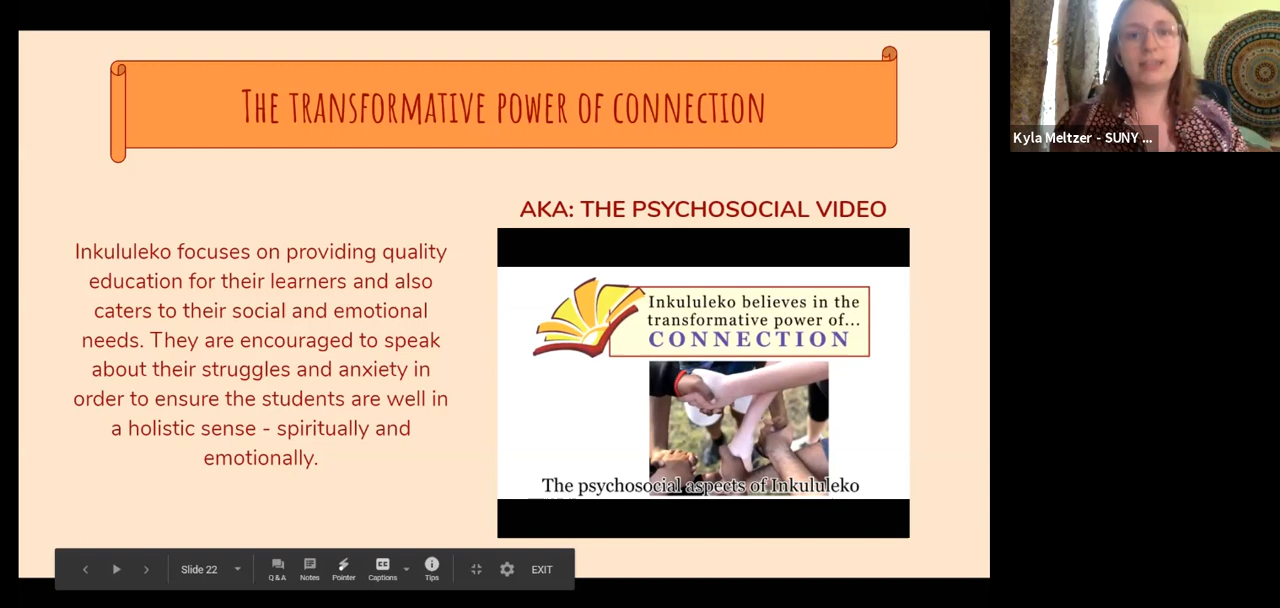 The transformative power of connection
Kyla Meltzer - SUNY ...
AKA: THE PSYCHOSOCIAL VIDEO
Inkululeko focuses on providing quality
education for their learners and also
caters to their social and emotional
needs. They are encouraged to speak
about their struggles and anxiety in
order to ensure the students are well in
a holistic sense - spiritually and
emotionally.
Inkululeko believes in the
transformative power of...
CONNECTION
The psychosocial aspects of Inkululeko
Slide 22
Q&A
Notes
Pointer
Captions
Tips
EXIT